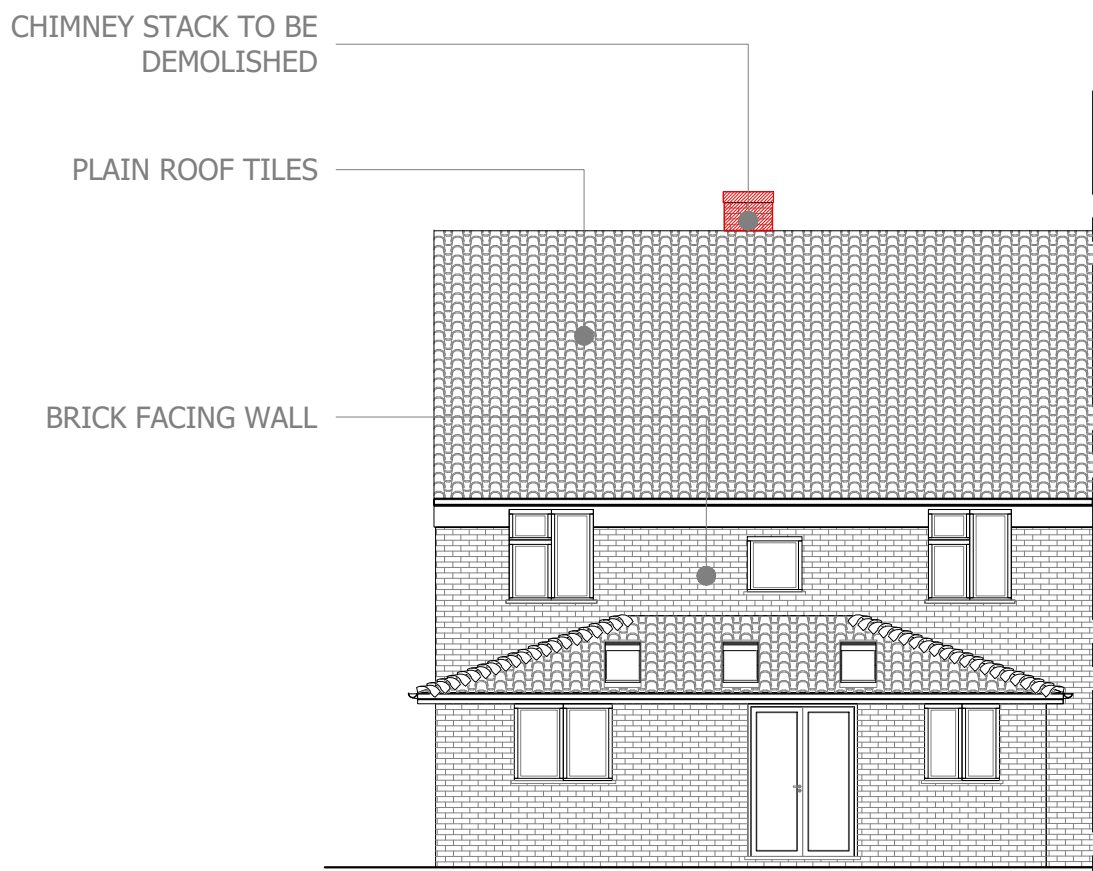 CHIMNEY STACK TO BE
DEMOLISHED
PLAIN ROOF TILES
BRICK FACING WALL